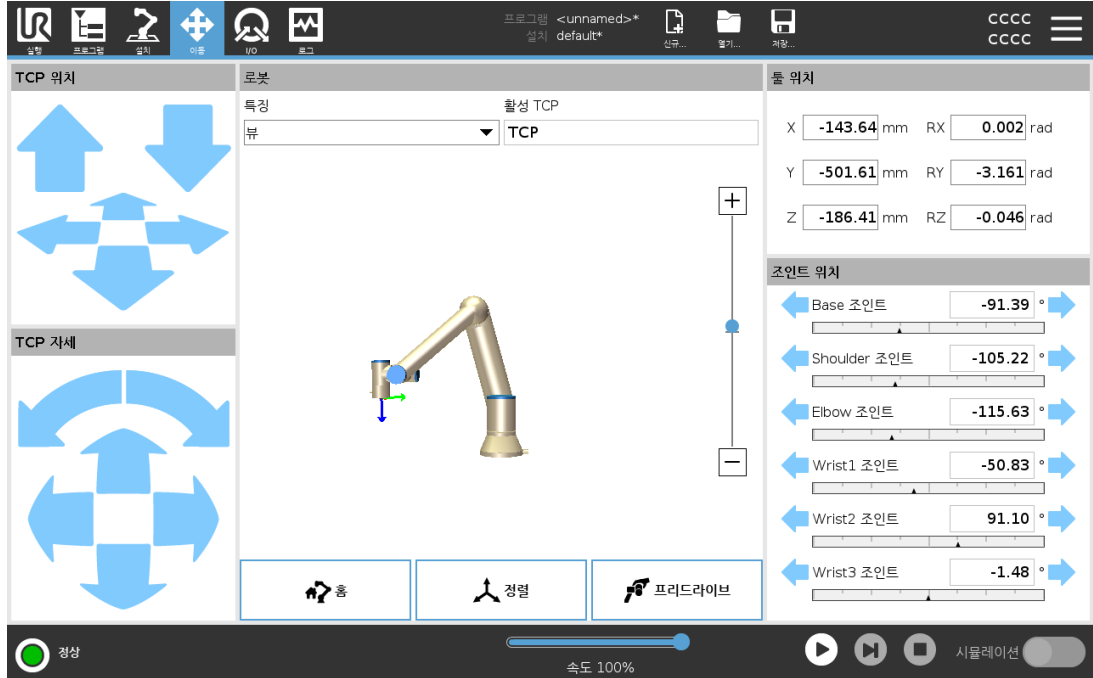 UR
프로그램 <unnamed>*
설치 default*
CCCC
CCCC
실행 프로그램 설치 이동 I/O 로그
신규... 열기... 저장...
TCP 위치
로봇
툴 위치
특징
활성 TCP
뷰
TCP
X -143.64 mm RX 0.002 rad
Y -501.61 mm RY -3.161 rad
Z -186.41 mm RZ -0.046 rad
조인트 위치
Base 조인트 -91.39 °
TCP 자세
Shoulder 조인트 -105.22 °
Elbow 조인트 -115.63 °
Wrist1 조인트 -50.83 °
Wrist2 조인트 91.10 °
Wrist3 조인트 -1.48 °
홈
정렬
프리드라이브
정상
속도 100%
시뮬레이션